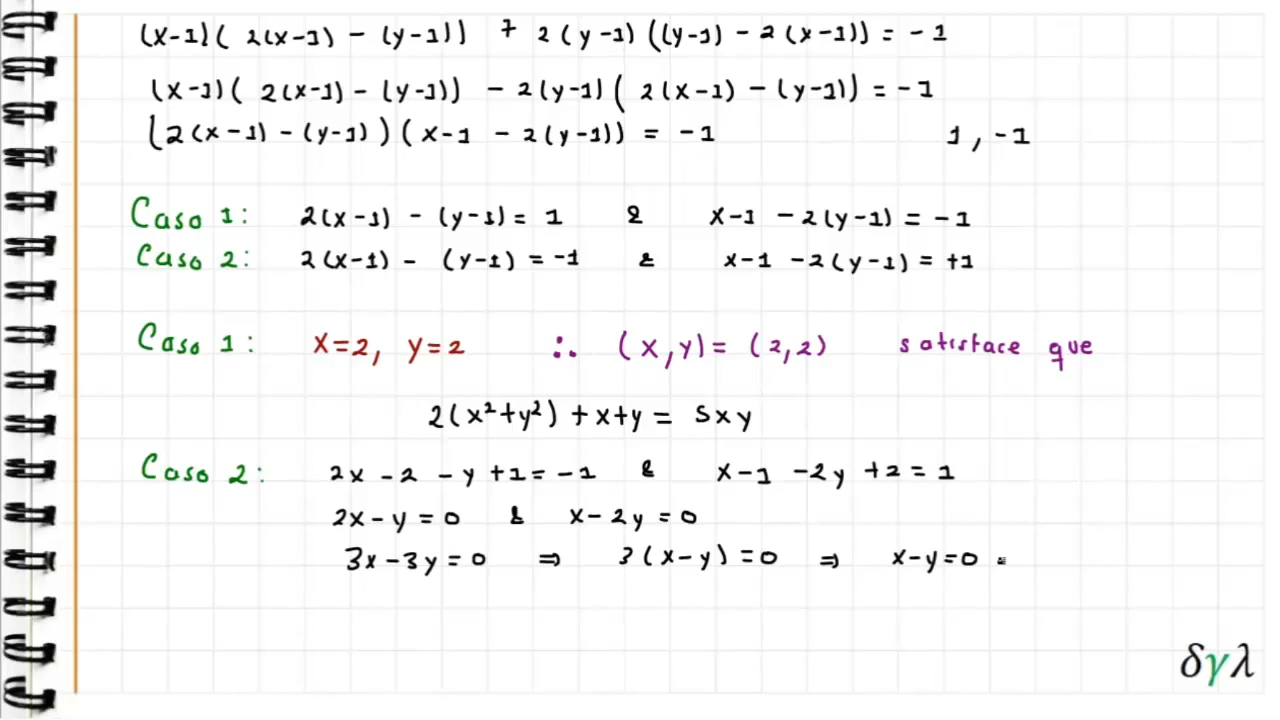 (x-1)( 2(x-1) - (y-1)) + 2(y-1)((y-1) - 2(x-1)) = -1
(x-1)( 2(x-1) - (y-1)) - 2(y-1)( 2(x-1) - (y-1)) = -1
(2(x-1) - (y-1))(x-1 - 2(y-1)) = -1 1, -1
Caso 1: 2(x-1) - (y-1) = 1 & x-1 -2(y-1) = -1
Caso 2: 2(x-1) - (y-1) = -1 & x-1 -2(y-1) = +1
Caso 1: x=2, y=2 ∴ (x,y) = (2,2) satisface que
2(x²+y²) + x+y = 5xy
Caso 2: 2x -2 -y +1 = -1 & x-1 -2y +2 = 1
2x-y=0 & x-2y=0
3x-3y=0 ⇒ 3(x-y)=0 ⇒ x-y=0 =
δγλ